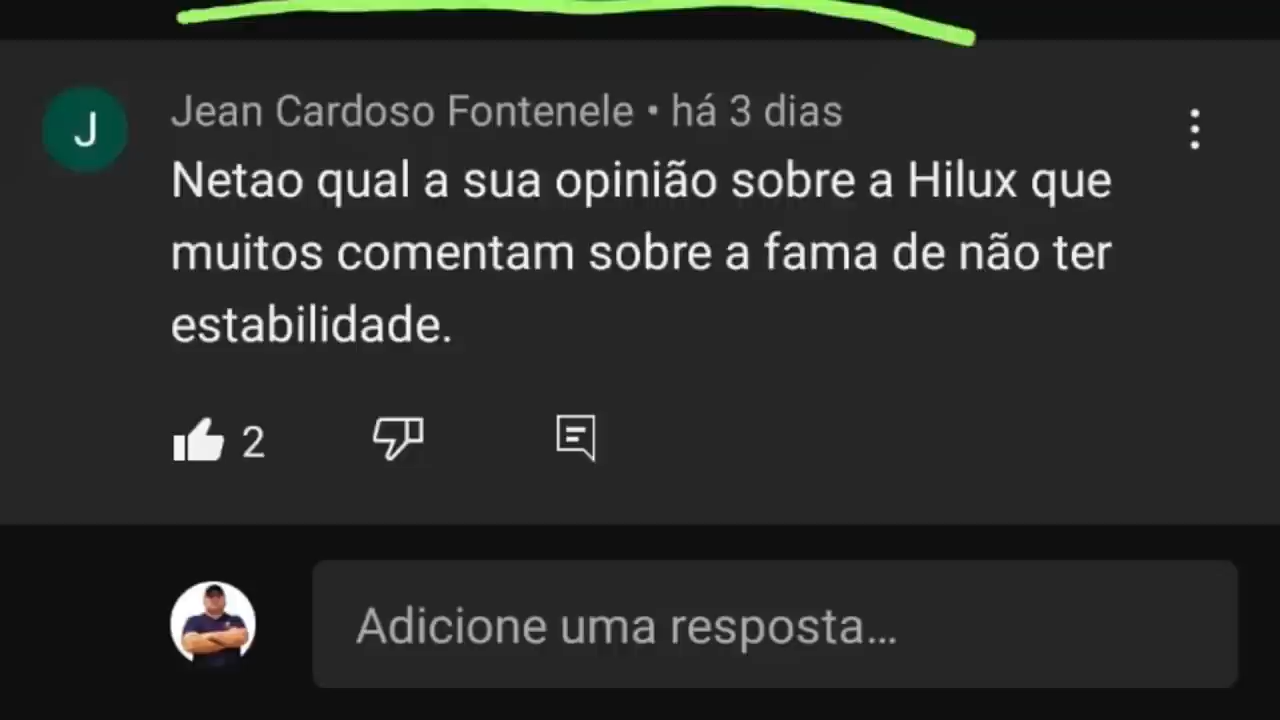 J
Jean Cardoso Fontenele • há 3 dias
Netao qual a sua opinião sobre a Hilux que
muitos comentam sobre a fama de não ter
estabilidade.
2
Adicione uma resposta...